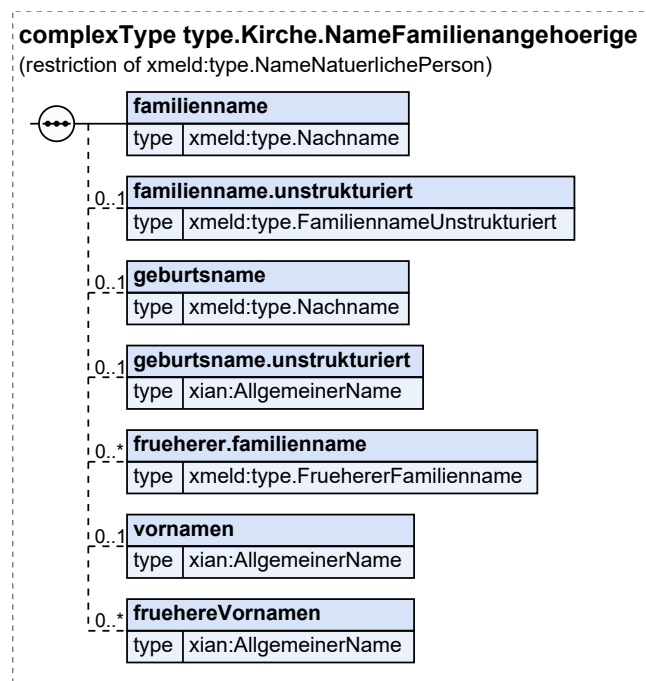 complexType type.Kirche.NameFamilienangehoerige
(restriction of xmeld:type.NameNatuerlichePerson)
familienname
type xmeld:type.Nachname
0..1 familienname.unstrukturiert
type xmeld:type.FamiliennameUnstrukturiert
0..1 geburtsname
type xmeld:type.Nachname
0..1 geburtsname.unstrukturiert
type xian:AllgemeinerName
0..* frueherer.familienname
type xmeld:type.FruehererFamilienname
0..1 vornamen
type xian:AllgemeinerName
0..* fruehereVornamen
type xian:AllgemeinerName